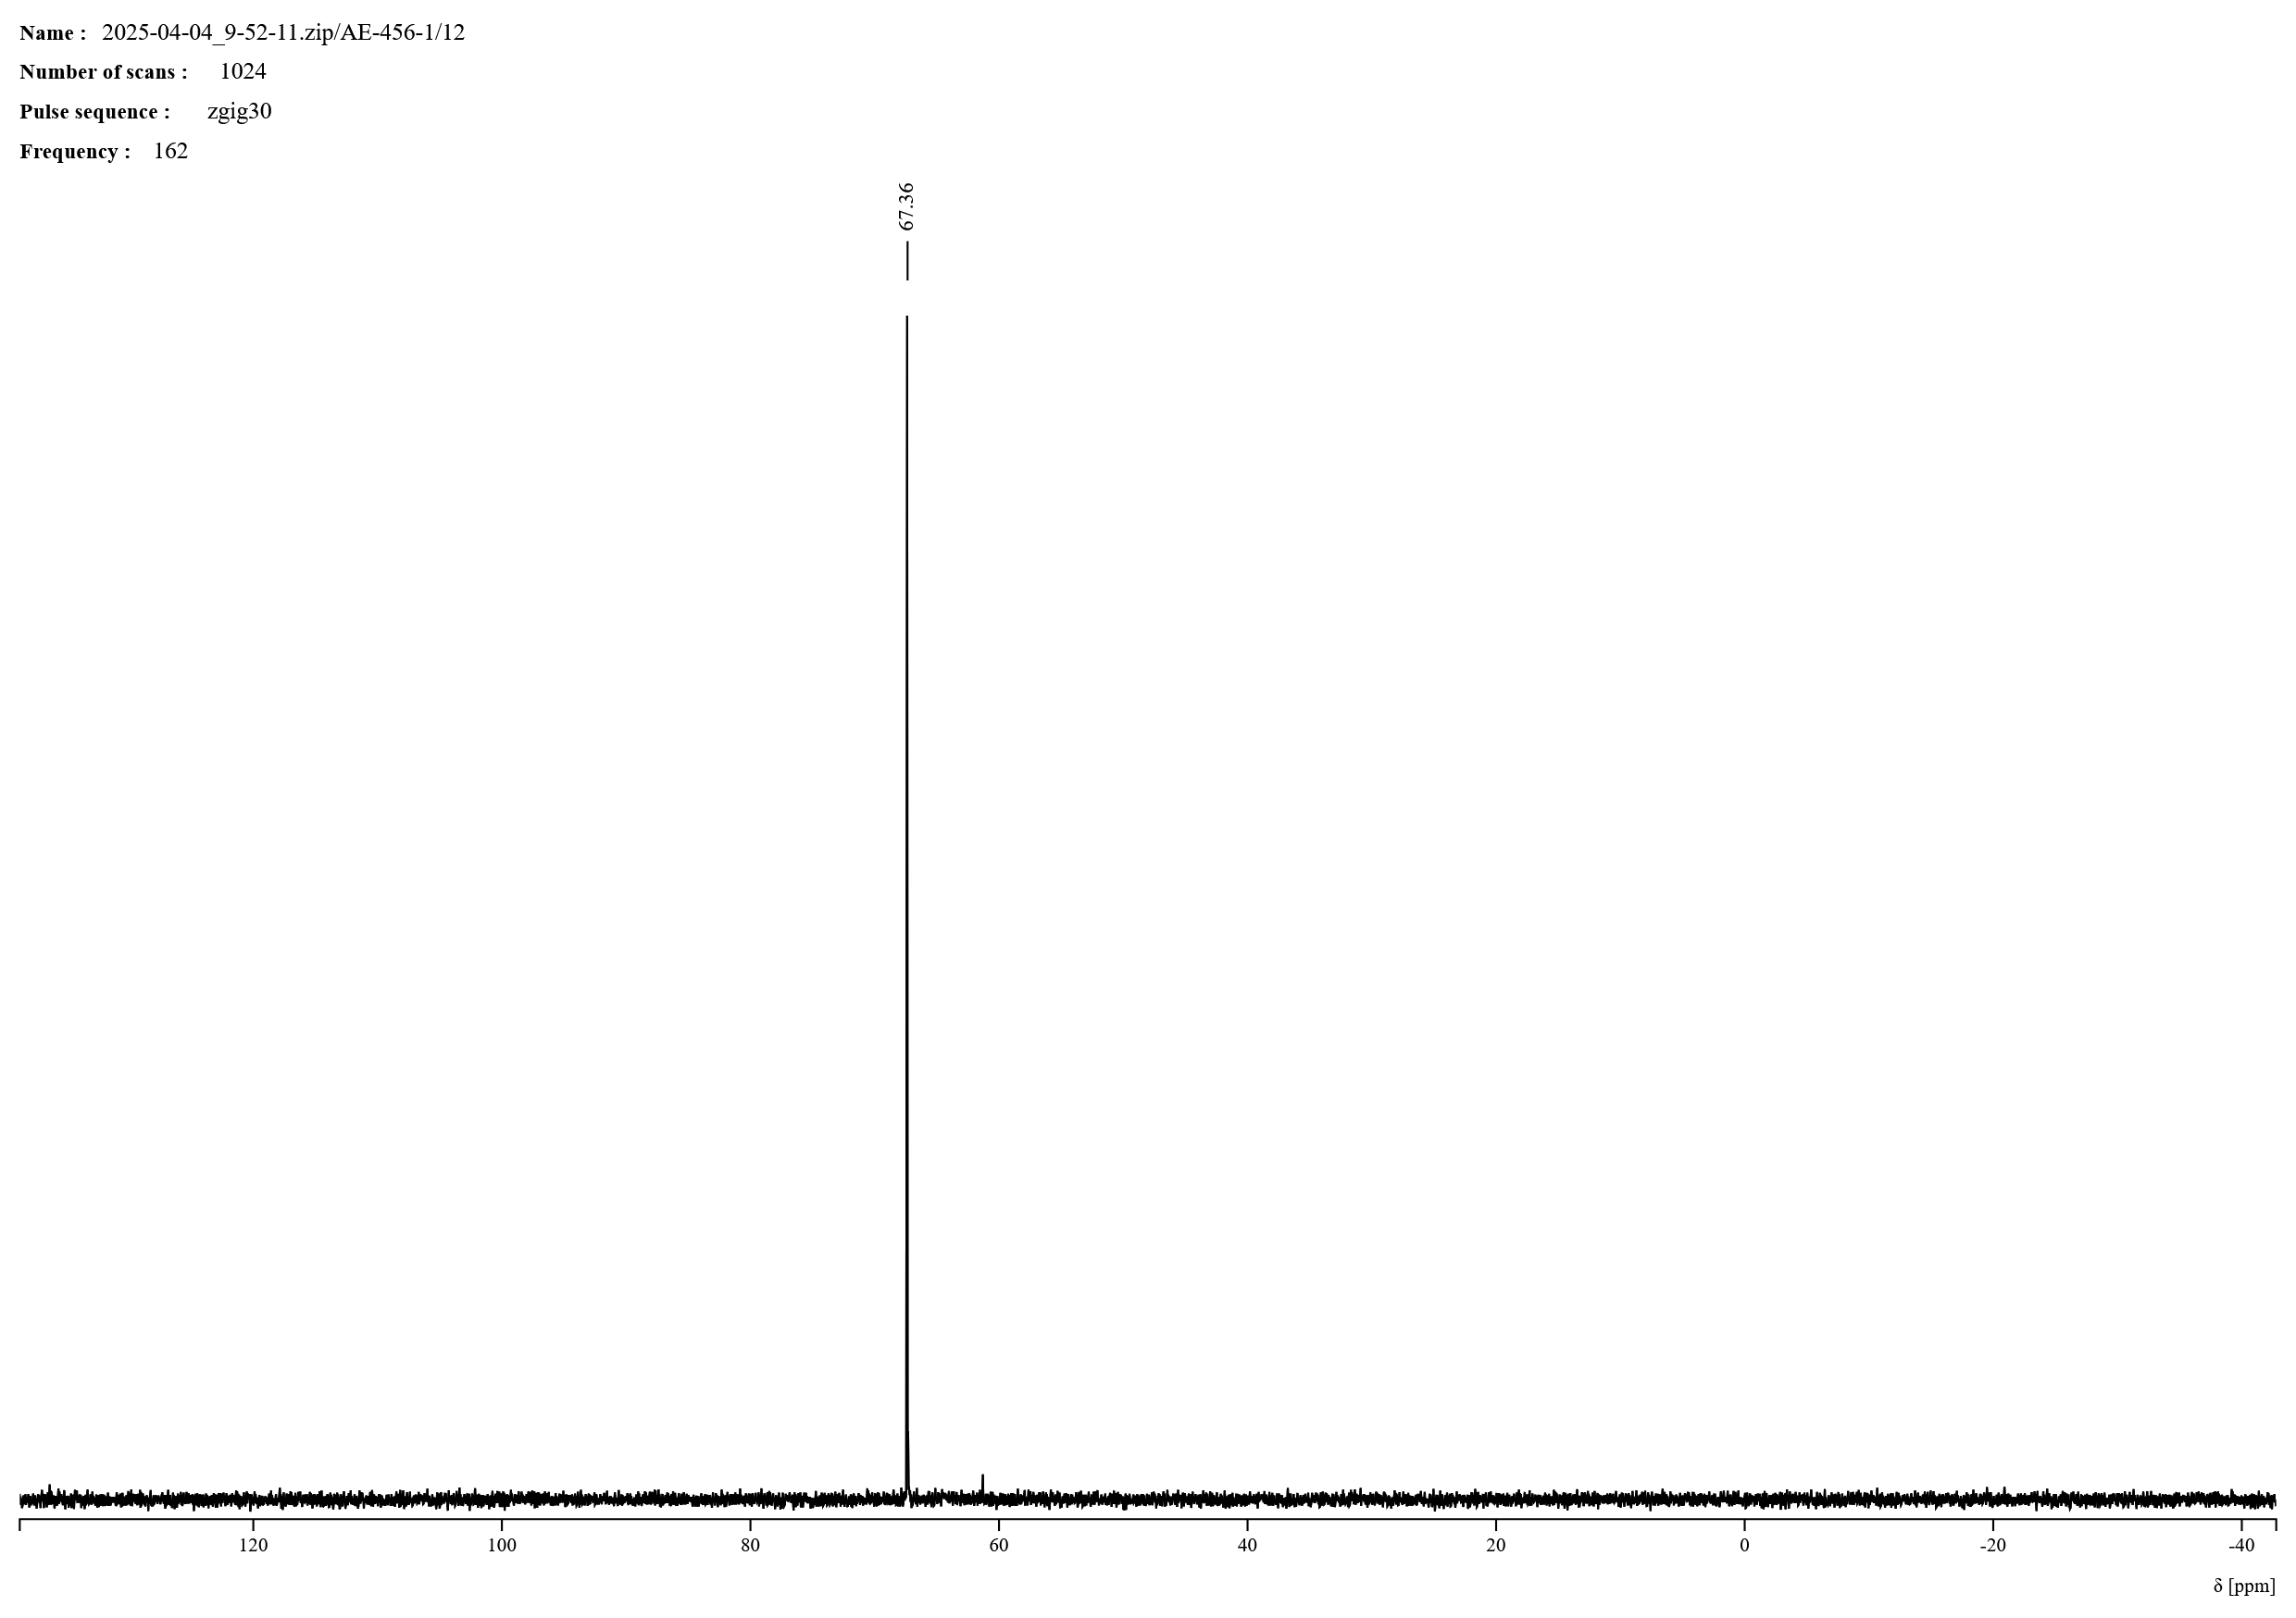 Name : 2025-04-04_9-52-11.zip/AE-456-1/12
Number of scans : 1024
Pulse sequence : zgig30
Frequency : 162
67.36
120 100 80 60 40 20 0 -20 -40
δ [ppm]